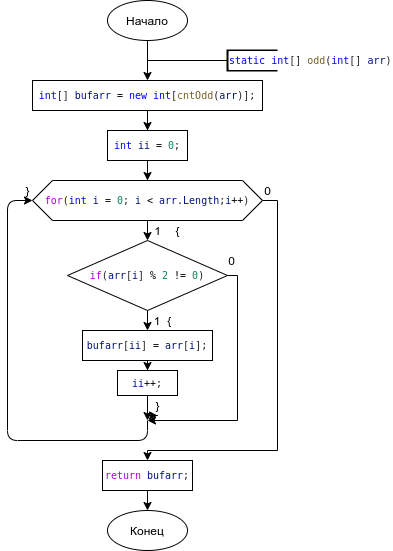 Начало
static int[] odd(int[] arr)
int[] bufarr = new int[cntOdd(arr)];
int ii = 0;
}
0
for(int i = 0; i < arr.Length;i++)
1 {
0
if(arr[i] % 2 != 0)
1 {
bufarr[ii] = arr[i];
ii++;
}
return bufarr;
Конец